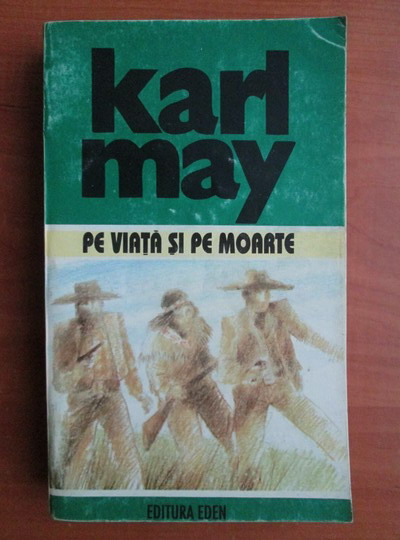 karl
may
PE VIAȚĂ ȘI PE MOARTE
EDITURA EDEN